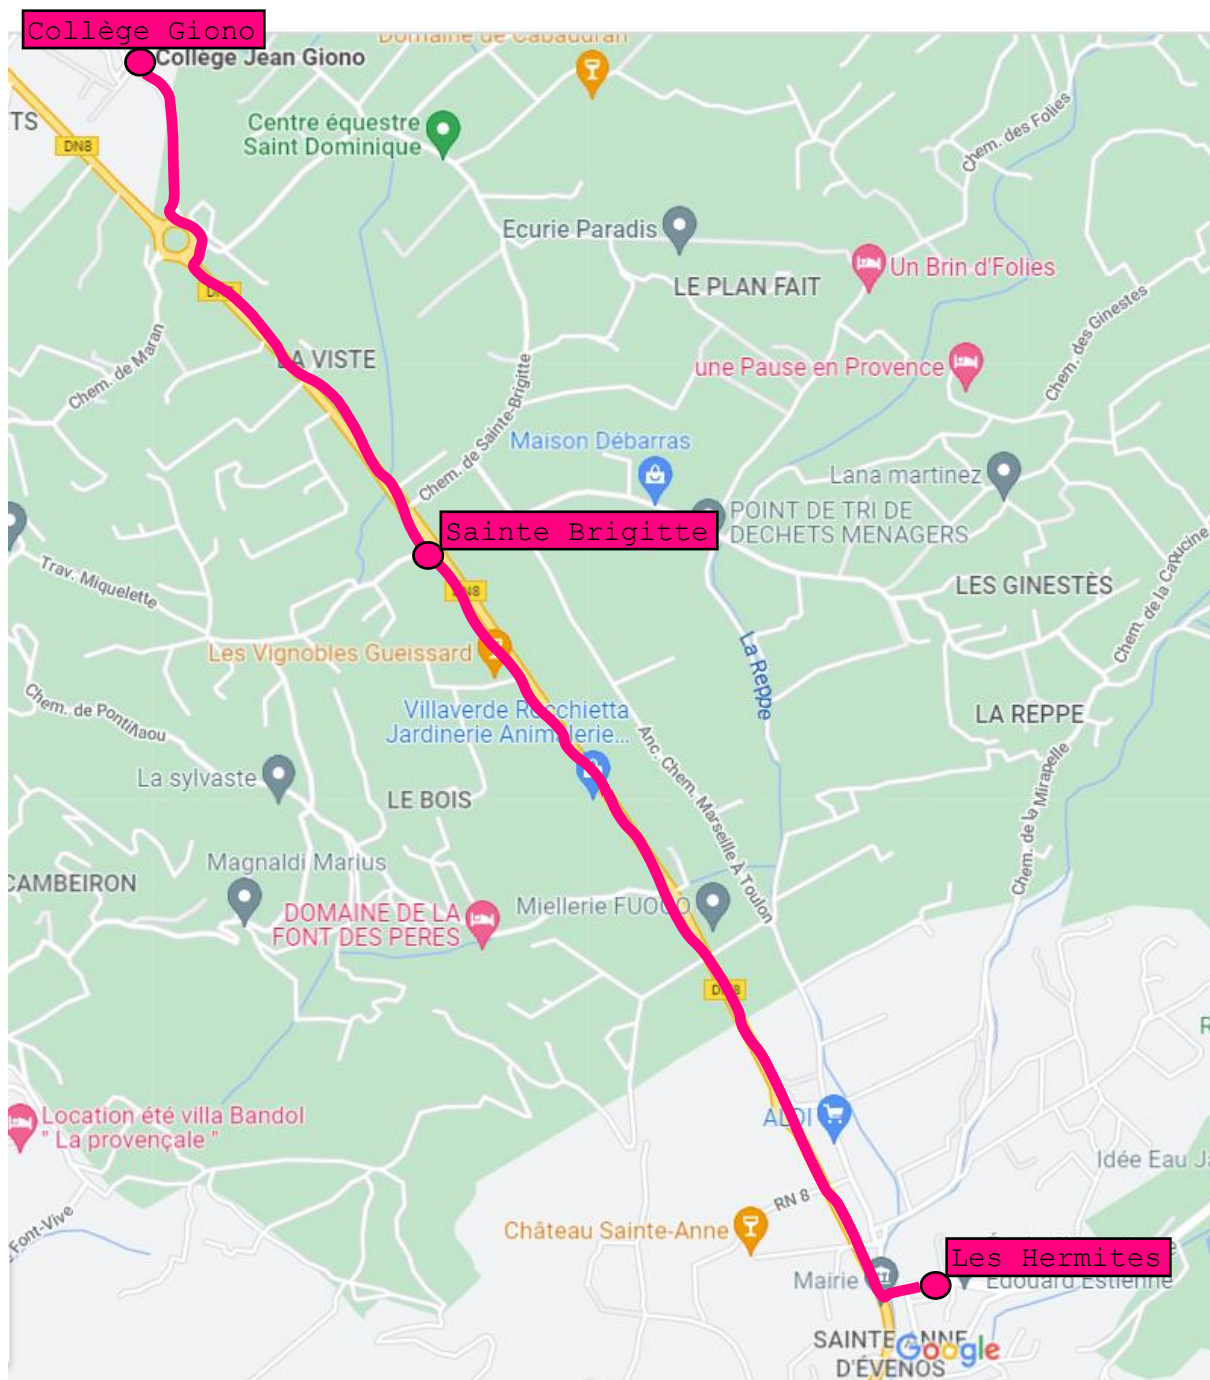 Collège Giono
Domaine de Cabaudran
Collège Jean Giono
TS
DN8
Centre équestre
Saint Dominique
Chem. des Folies
Ecurie Paradis
Un Brin d'Folies
LE PLAN FAIT
Chem. de Maran
LA VISTE
Chem. des Ginestes
une Pause en Provence
Chem. de Sainte-Brigitte
Maison Débarras
Lana martinez
POINT DE TRI DE
DECHETS MENAGERS
Sainte Brigitte
Trav. Miquelette
DN8
LES GINESTÈS
Chem. de la Capucine
Les Vignobles Gueissard
La Reppe
Chem. de Pontillaou
Villaverde Rocchietta
Jardinerie Animalerie...
LA REPPE
Anc. Chem. Marseille À Toulon
La sylvaste
LE BOIS
Chem. de la Mirapelle
Magnaldi Marius
CAMBEIRON
DOMAINE DE LA
FONT DES PERES
Miellerie FUOCO
DN8
R
Location été villa Bandol
" La provençale "
ALDI
Idée Eau Ja
RN 8
Font-Vive
Château Sainte-Anne
Les Hermites
Mairie
Edouard Estienne
SAINTE-ANNE
D'ÉVENOS
Google